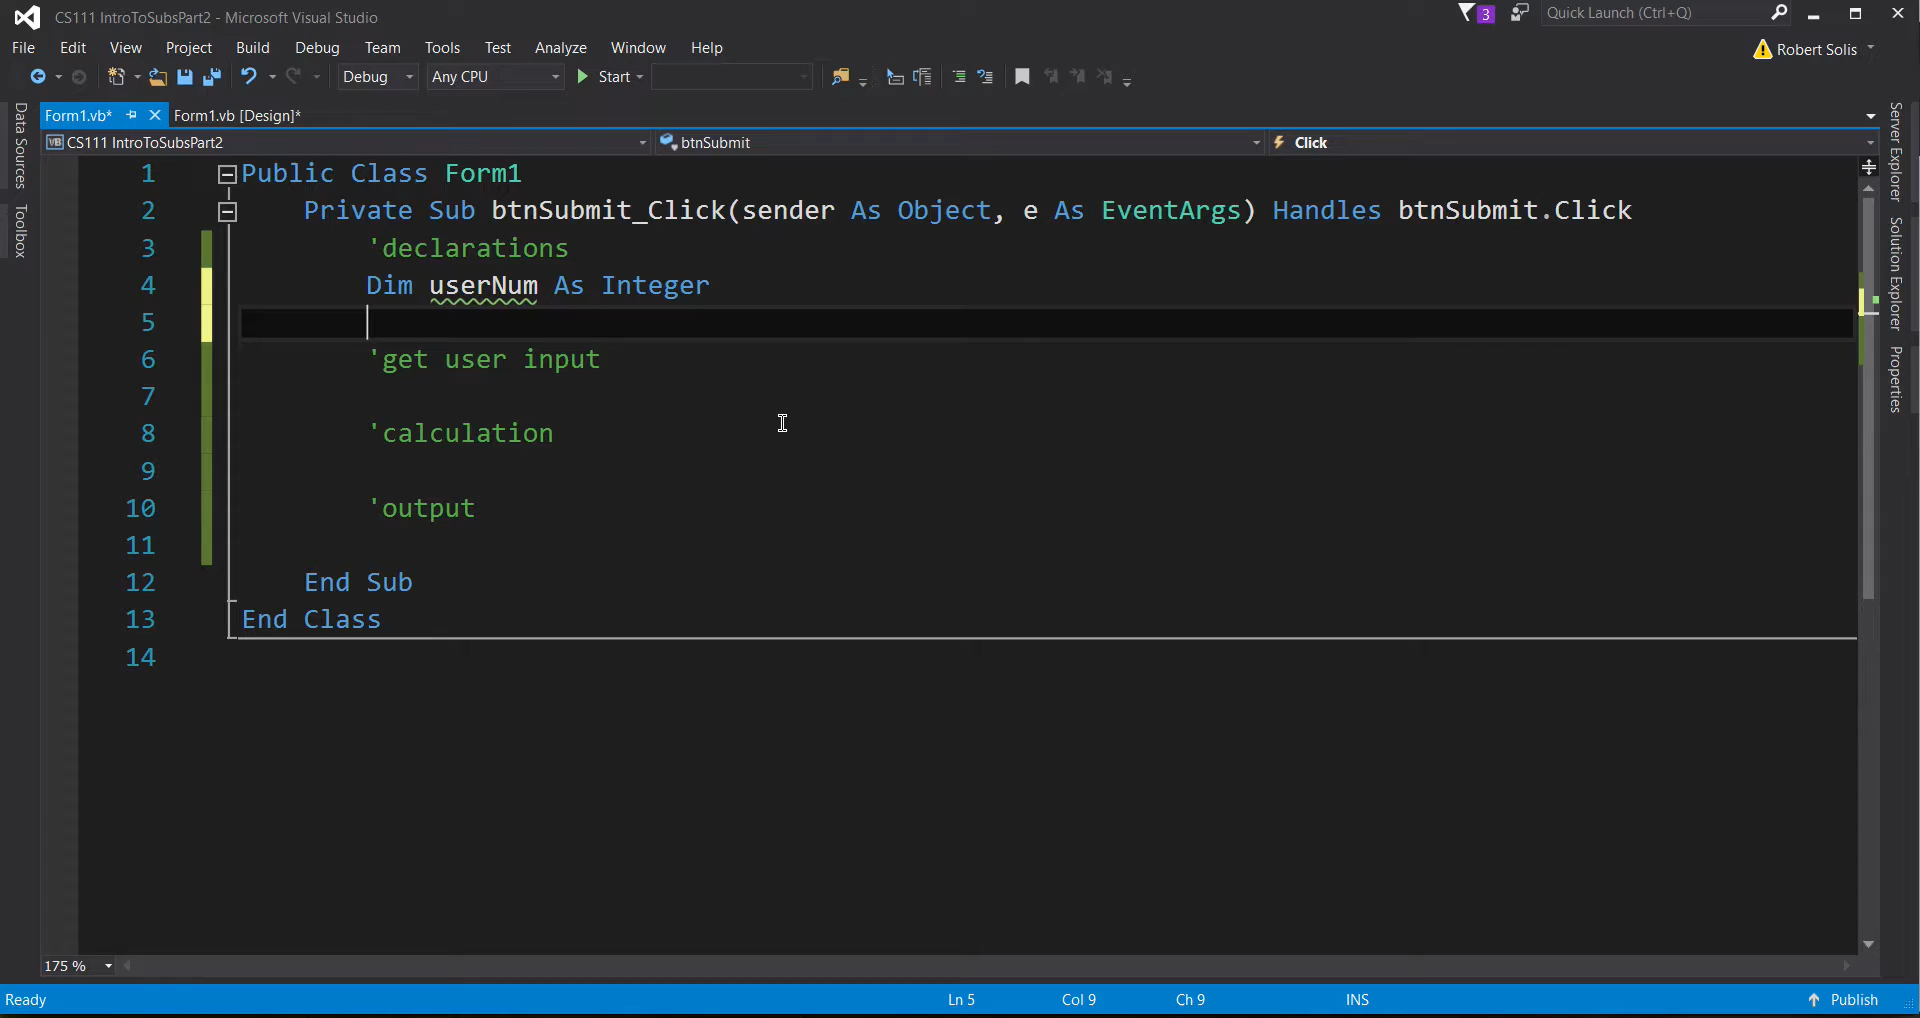 CS111 IntroToSubsPart2 - Microsoft Visual Studio
3
Quick Launch (Ctrl+Q)
File Edit View Project Build Debug Team Tools Test Analyze Window Help
Robert Solis
Debug Any CPU Start
Form1.vb* Form1.vb [Design]*
VB CS111 IntroToSubsPart2 btnSubmit Click
Data Sources
Toolbox
Server Explorer
Solution Explorer
Properties
1 Public Class Form1
2 Private Sub btnSubmit_Click(sender As Object, e As EventArgs) Handles btnSubmit.Click
3 'declarations
4 Dim userNum As Integer
5
6 'get user input
7
8 'calculation
9
10 'output
11
12 End Sub
13 End Class
14
175 %
Ready Ln 5 Col 9 Ch 9 INS Publish